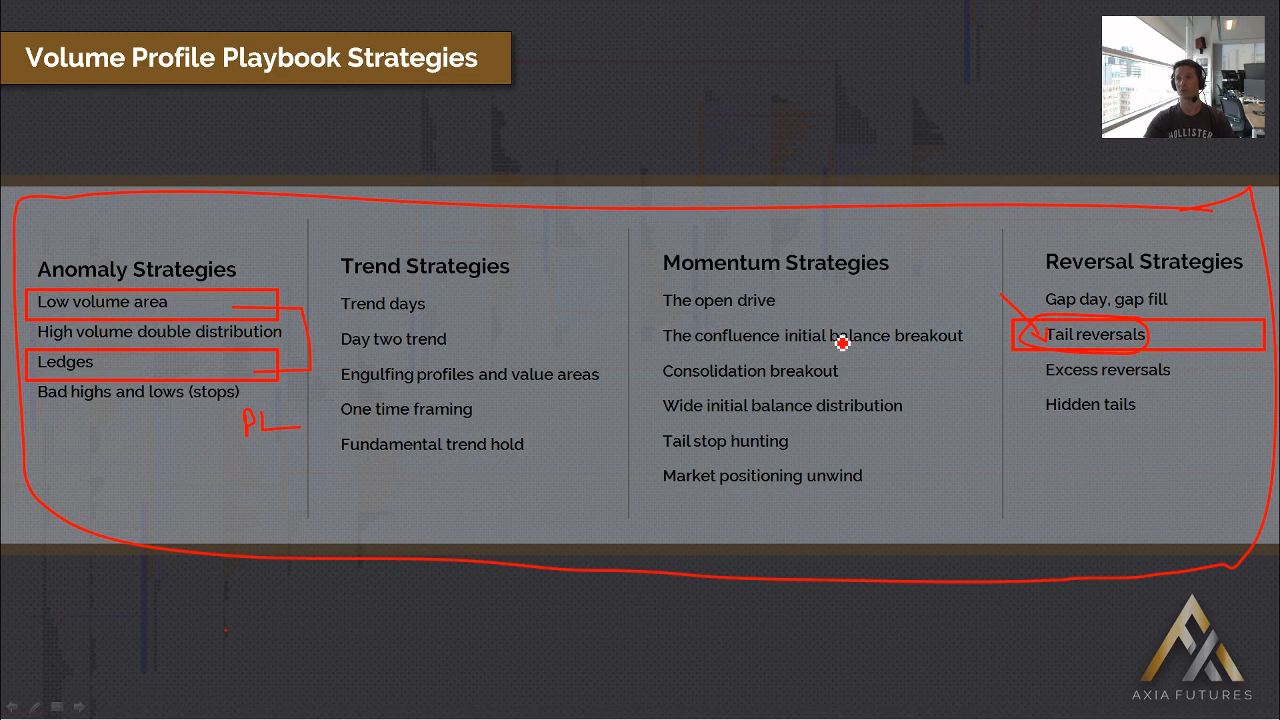 Volume Profile Playbook Strategies
HOLLISTER
Anomaly Strategies
Low volume area
High volume double distribution
Ledges
Bad highs and lows (stops)
PL
Trend Strategies
Trend days
Day two trend
Engulfing profiles and value areas
One time framing
Fundamental trend hold
Momentum Strategies
The open drive
The confluence initial balance breakout
Consolidation breakout
Wide initial balance distribution
Tail stop hunting
Market positioning unwind
Reversal Strategies
Gap day, gap fill
Tail reversals
Excess reversals
Hidden tails
AXIA FUTURES